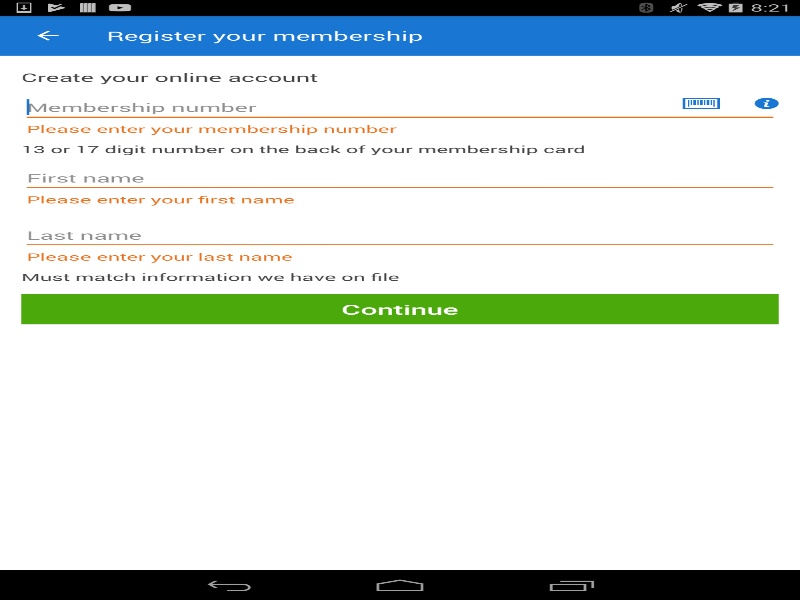 8:21
Register your membership
Create your online account
Membership number
Please enter your membership number
13 or 17 digit number on the back of your membership card
First name
Please enter your first name
Last name
Please enter your last name
Must match information we have on file
Continue